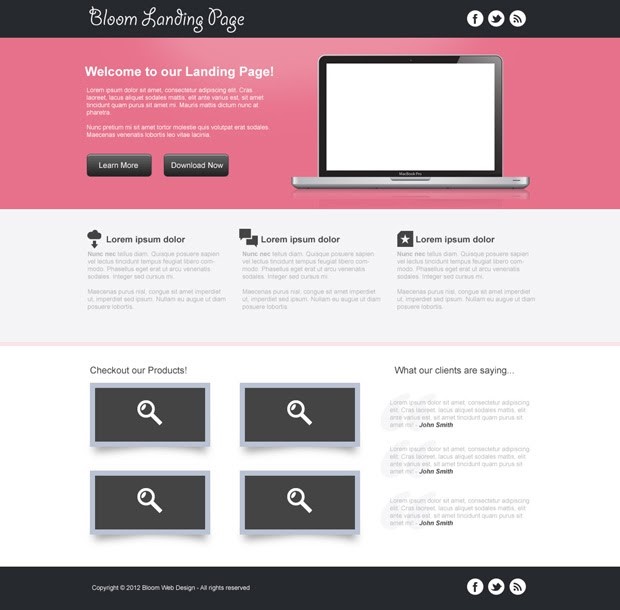 Bloom Landing Page
Welcome to our Landing Page!
Lorem ipsum dolor sit amet, consectetur adipiscing elit. Cras
laoreet, lacus aliquet sodales mattis, elit ante varius est, sit amet
tincidunt quam purus sit amet mi. Mauris mattis dictum nunc at
pharetra.
Nunc pretium mi sit amet tortor molestie quis volutpat erat sodales.
Maecenas venenatis lobortis leo vitae lacinia.
Learn More
Download Now
MacBook Pro
Lorem ipsum dolor
Nunc nec tellus diam. Quisque posuere sapien
vel lectus tincidunt tempus feugiat libero com-
modo. Phasellus eget erat ut arcu venenatis
sodales. Integer sed cursus mi.
Maecenas purus nisl, congue sit amet imperdiet
ut, imperdiet sed ipsum. Nullam eu augue ut diam
posuere lobortis.
Lorem ipsum dolor
Nunc nec tellus diam. Quisque posuere sapien
vel lectus tincidunt tempus feugiat libero com-
modo. Phasellus eget erat ut arcu venenatis
sodales. Integer sed cursus mi.
Maecenas purus nisl, congue sit amet imperdiet
ut, imperdiet sed ipsum. Nullam eu augue ut diam
posuere lobortis.
Lorem ipsum dolor
Nunc nec tellus diam. Quisque posuere sapien
vel lectus tincidunt tempus feugiat libero com-
modo. Phasellus eget erat ut arcu venenatis
sodales. Integer sed cursus mi.
Maecenas purus nisl, congue sit amet imperdiet
ut, imperdiet sed ipsum. Nullam eu augue ut diam
posuere lobortis.
Checkout our Products!
What our clients are saying...
Lorem ipsum dolor sit amet, consectetur adipiscing
elit. Cras laoreet, lacus aliquet sodales mattis, elit
ante varius est, sit amet tincidunt quam purus sit
amet mi! - John Smith
Lorem ipsum dolor sit amet, consectetur adipiscing
elit. Cras laoreet, lacus aliquet sodales mattis, elit
ante varius est, sit amet tincidunt quam purus sit
amet mi! - John Smith
Lorem ipsum dolor sit amet, consectetur adipiscing
elit. Cras laoreet, lacus aliquet sodales mattis, elit
ante varius est, sit amet tincidunt quam purus sit
amet mi! - John Smith
Copyright © 2012 Bloom Web Design - All rights reserved